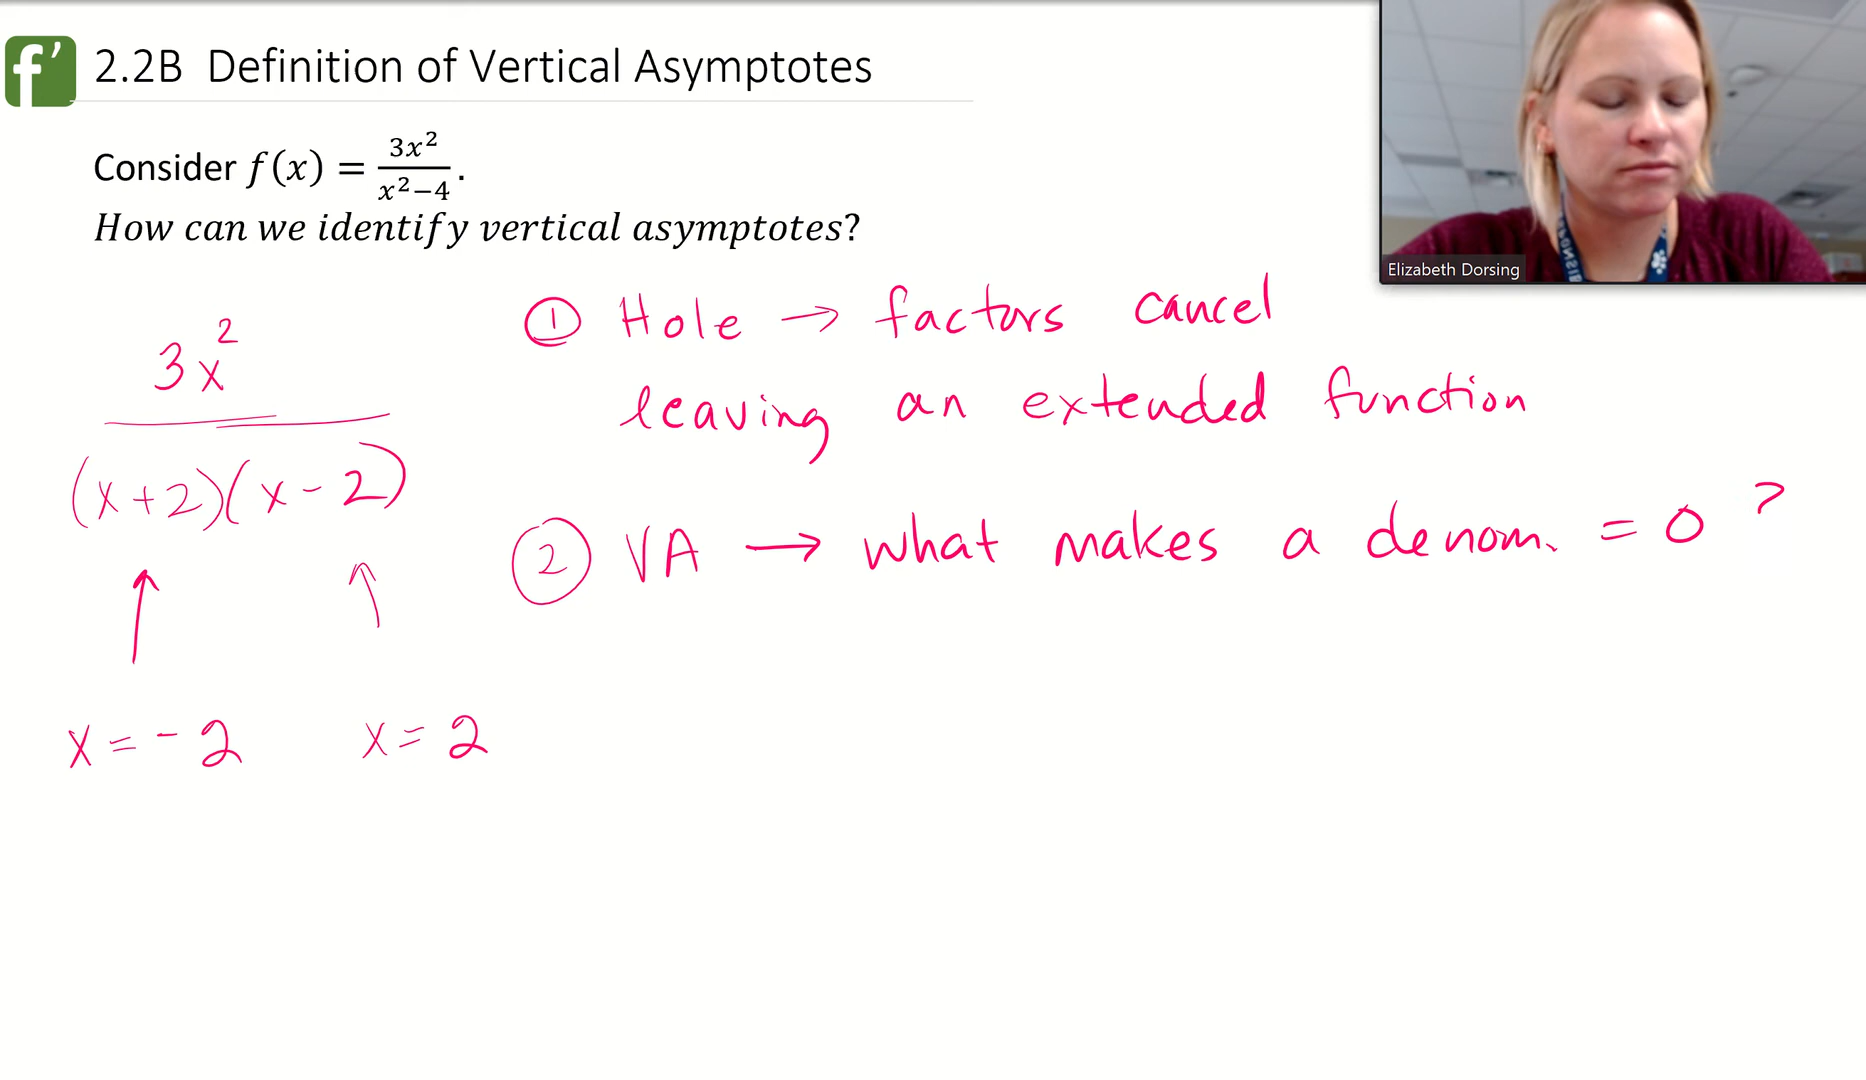 f'
2.2B Definition of Vertical Asymptotes
Consider f(x) = 3x²/(x²−4).
How can we identify vertical asymptotes?
Elizabeth Dorsing
① Hole → factors cancel
leaving an extended function
3x²
(x+2)(x-2)
② VA → what makes a denom. = 0 ?
x = -2 x = 2